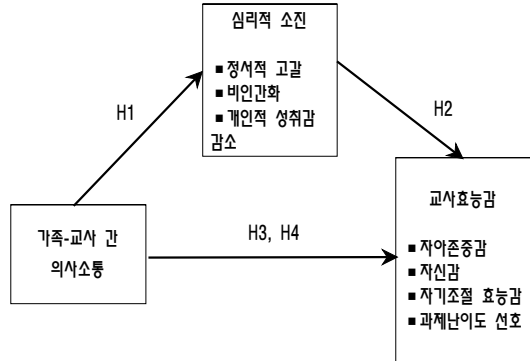 심리적 소진
■ 정서적 고갈
■ 비인간화
■ 개인적 성취감
감소
H1
H2
가족-교사 간
의사소통
H3, H4
교사효능감
■ 자아존중감
■ 자신감
■ 자기조절 효능감
■ 과제난이도 선호